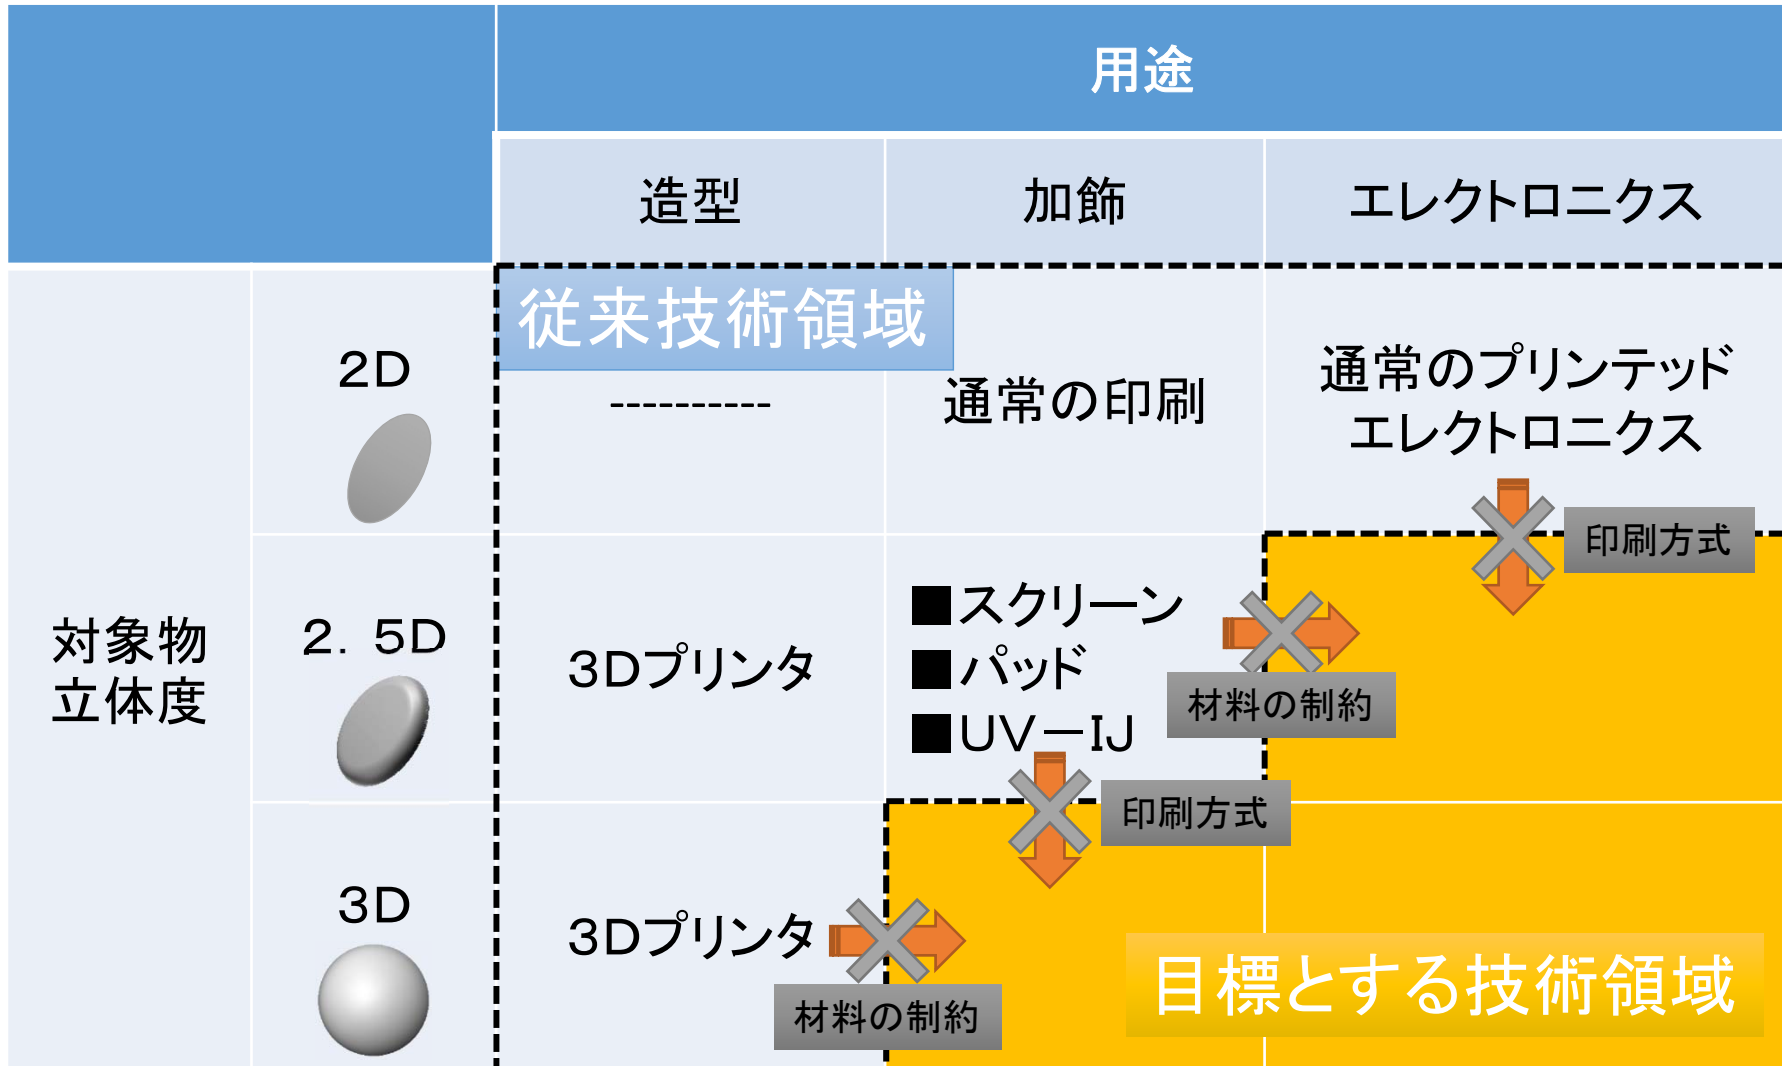 用途
造型
加飾
エレクトロニクス
従来技術領域
対象物
立体度
2D
----------
通常の印刷
通常のプリンテッド
エレクトロニクス
印刷方式
2．5D
3Dプリンタ
■スクリーン
■パッド
■UV－IJ
材料の制約
印刷方式
3D
3Dプリンタ
材料の制約
目標とする技術領域